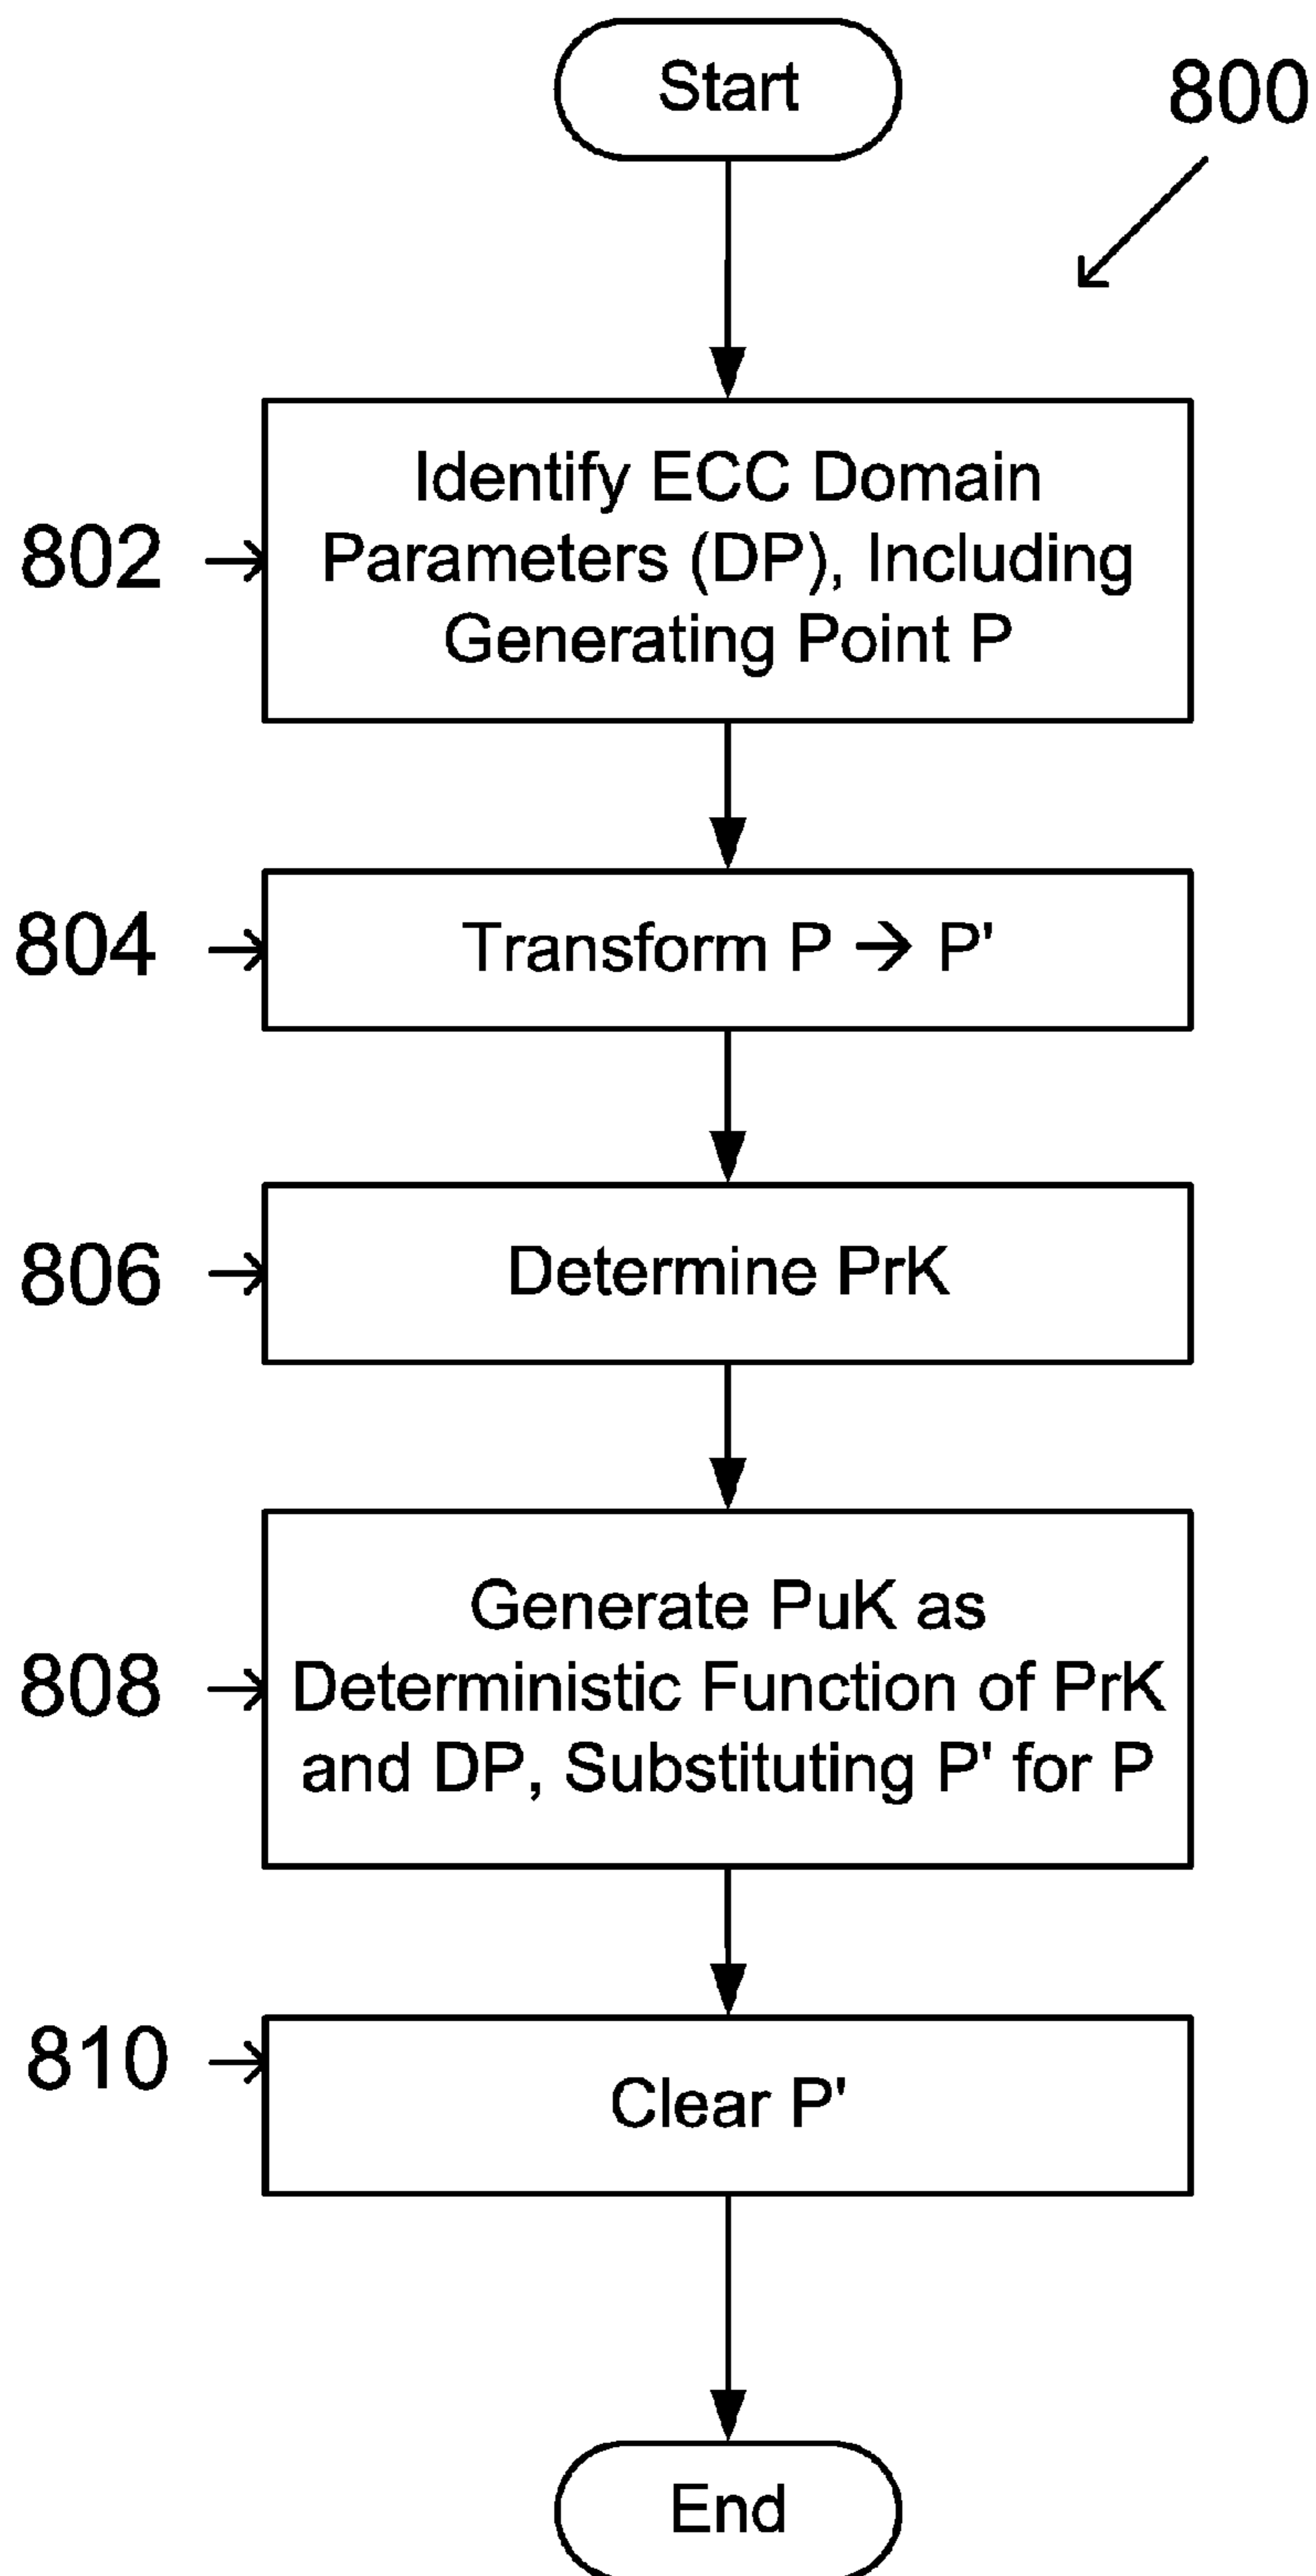 Start
800
802
Identify ECC Domain
Parameters (DP), Including
Generating Point P
804
Transform P → P'
806
Determine PrK
808
Generate PuK as
Deterministic Function of PrK
and DP, Substituting P' for P
810
Clear P'
End